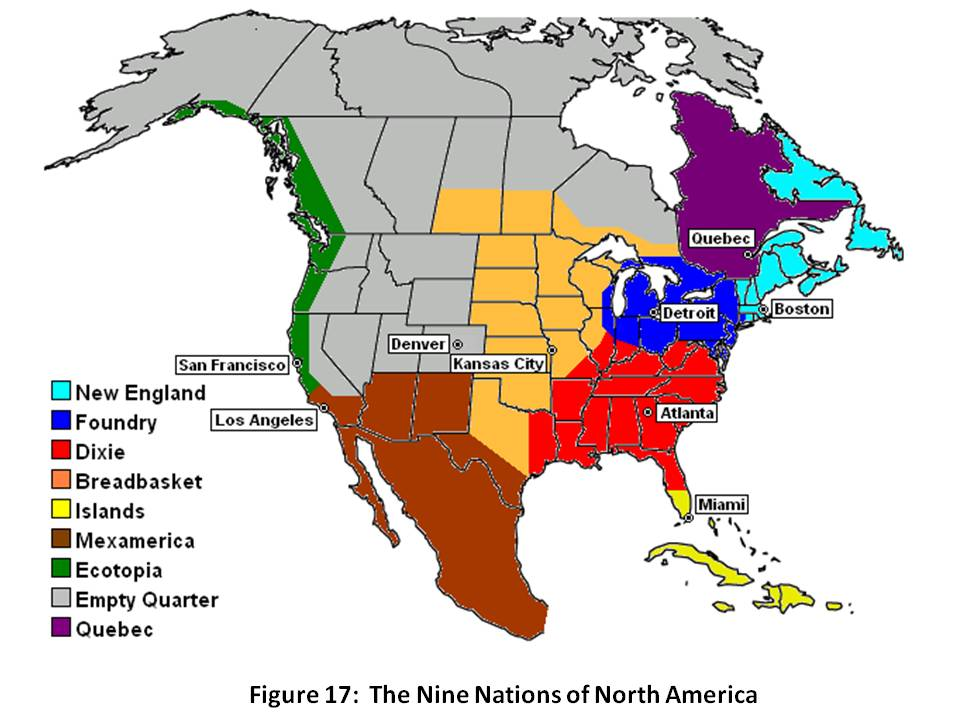 Quebec
Boston
Detroit
Denver
Kansas City
San Francisco
Los Angeles
Atlanta
Miami
New England
Foundry
Dixie
Breadbasket
Islands
Mexamerica
Ecotopia
Empty Quarter
Quebec
Figure 17: The Nine Nations of North America